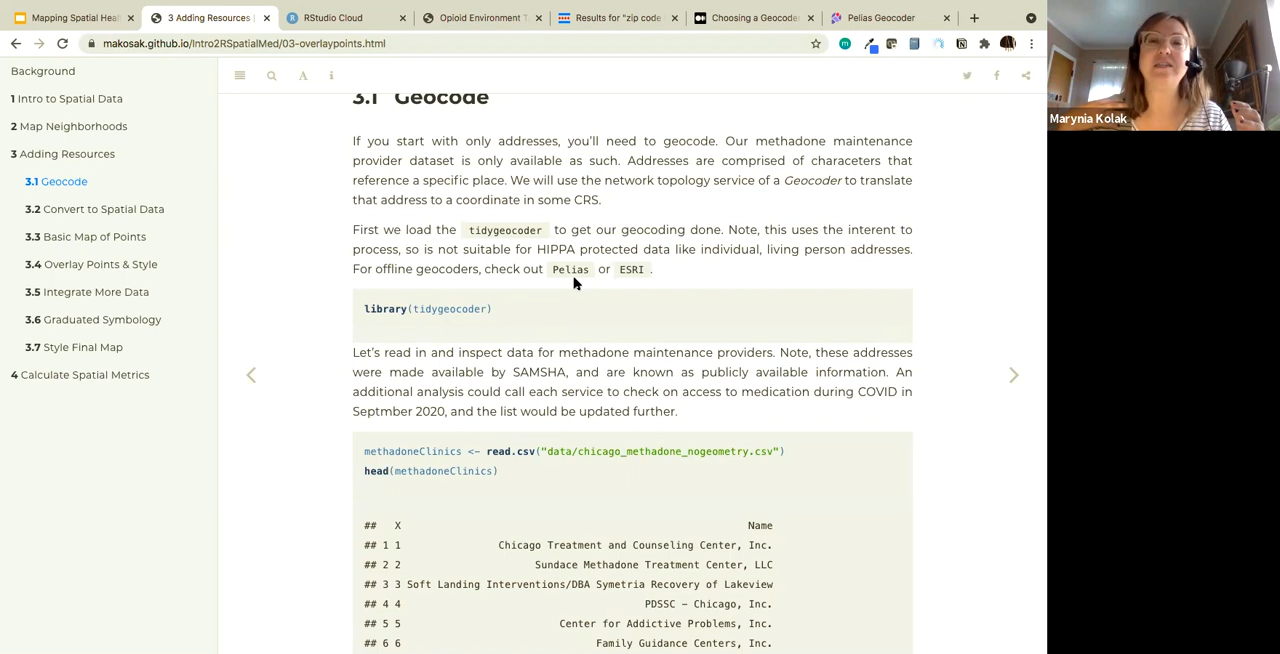 Mapping Spatial Heal
3 Adding Resources |
RStudio Cloud
Opioid Environment T
Results for "zip code
Choosing a Geocoder
Pelias Geocoder
makosak.github.io/Intro2RSpatialMed/03-overlaypoints.html
Background
1 Intro to Spatial Data
2 Map Neighborhoods
3 Adding Resources
3.1 Geocode
3.2 Convert to Spatial Data
3.3 Basic Map of Points
3.4 Overlay Points & Style
3.5 Integrate More Data
3.6 Graduated Symbology
3.7 Style Final Map
4 Calculate Spatial Metrics
3.1 Geocode
If you start with only addresses, you'll need to geocode. Our methadone maintenance
provider dataset is only available as such. Addresses are comprised of characeters that
reference a specific place. We will use the network topology service of a Geocoder to translate
that address to a coordinate in some CRS.
First we load the tidygeocoder to get our geocoding done. Note, this uses the interent to
process, so is not suitable for HIPPA protected data like individual, living person addresses.
For offline geocoders, check out Pelias or ESRI.
library(tidygeocoder)
Let's read in and inspect data for methadone maintenance providers. Note, these addresses
were made available by SAMSHA, and are known as publicly available information. An
additional analysis could call each service to check on access to medication during COVID in
Septmber 2020, and the list would be updated further.
methadoneClinics <- read.csv("data/chicago_methadone_nogeometry.csv")
head(methadoneClinics)
## X Name
## 1 1 Chicago Treatment and Counseling Center, Inc.
## 2 2 Sundace Methadone Treatment Center, LLC
## 3 3 Soft Landing Interventions/DBA Symetria Recovery of Lakeview
## 4 4 PDSSC - Chicago, Inc.
## 5 5 Center for Addictive Problems, Inc.
## 6 6 Family Guidance Centers, Inc.
Marynia Kolak